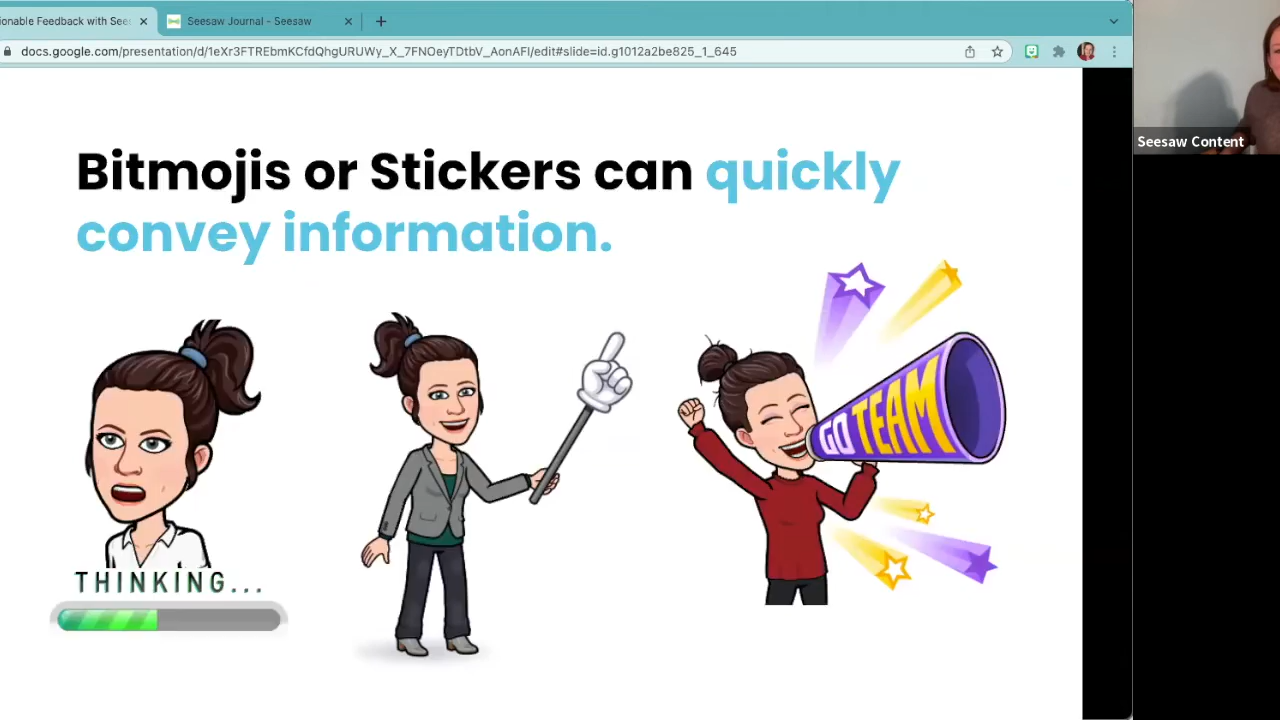 ionable Feedback with See
Seesaw Journal - Seesaw
docs.google.com/presentation/d/1eXr3FTREbmKCfdQhgURUWy_X_7FNOeyTDtbV_AonAFI/edit#slide=id.g1012a2be825_1_645
Seesaw Content
Bitmojis or Stickers can quickly
convey information.
GO TEAM
THINKING...